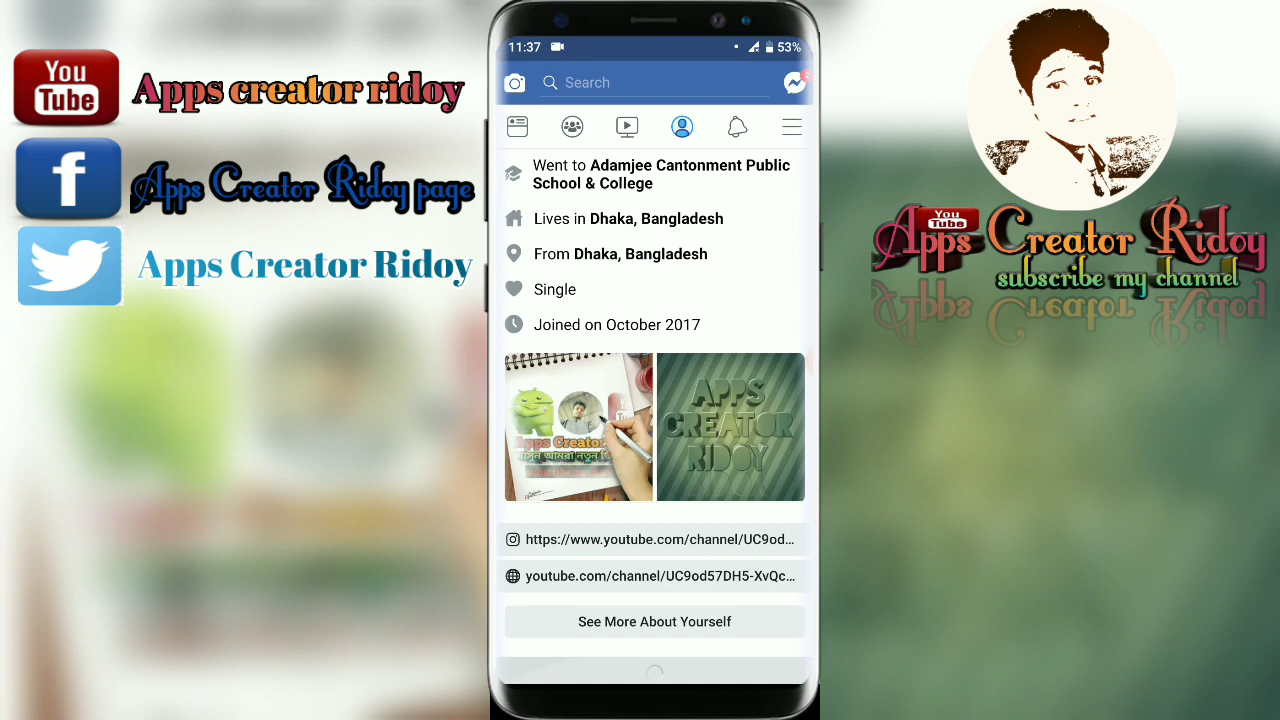 You
Tube
Apps creator ridoy
f
Apps Creator Ridoy page
Apps Creator Ridoy
11:37
53%
Search
2
Went to Adamjee Cantonment Public
School & College
Lives in Dhaka, Bangladesh
From Dhaka, Bangladesh
Single
Joined on October 2017
Apps Creator
APPS
CREATOR
RIDOY
https://www.youtube.com/channel/UC9od...
youtube.com/channel/UC9od57DH5-XvQc...
See More About Yourself
You
Tube
Apps Creator Ridoy
subscribe my channel